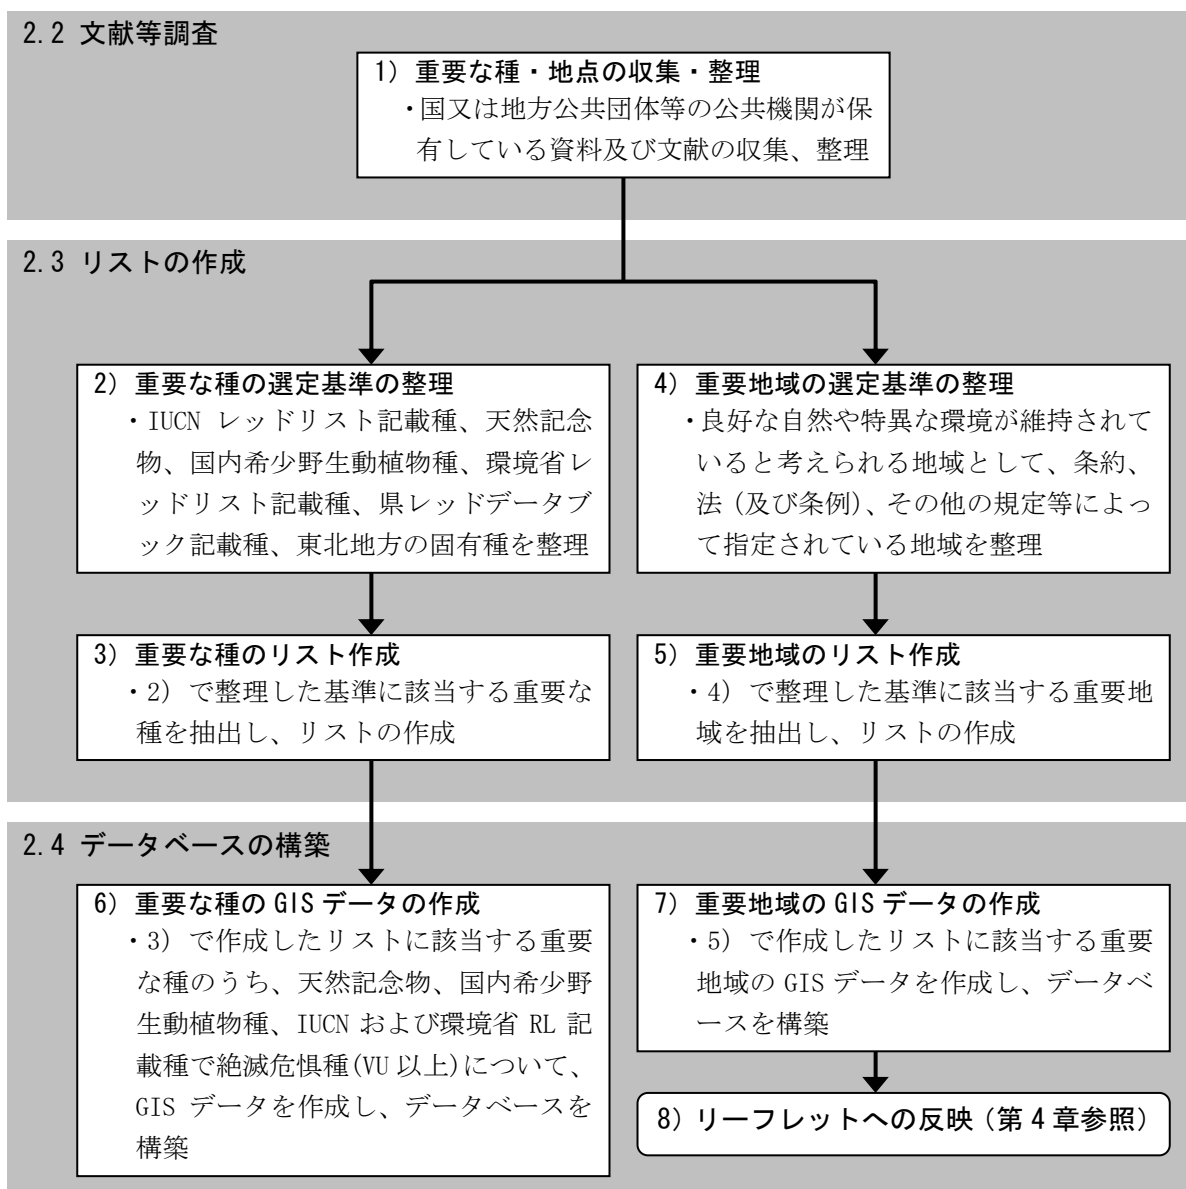 2.2 文献等調査
1) 重要な種・地点の収集・整理
・国又は地方公共団体等の公共機関が保
有している資料及び文献の収集、整理
2.3 リストの作成
2) 重要な種の選定基準の整理
・IUCN レッドリスト記載種、天然記念
物、国内希少野生動植物種、環境省レ
ッドリスト記載種、県レッドデータブ
ック記載種、東北地方の固有種を整理
4) 重要地域の選定基準の整理
・良好な自然や特異な環境が維持されて
いると考えられる地域として、条約、
法(及び条例)、その他の規定等によっ
て指定されている地域を整理
3) 重要な種のリスト作成
・2) で整理した基準に該当する重要な
種を抽出し、リストの作成
5) 重要地域のリスト作成
・4) で整理した基準に該当する重要地
域を抽出し、リストの作成
2.4 データベースの構築
6) 重要な種の GIS データの作成
・3) で作成したリストに該当する重要
な種のうち、天然記念物、国内希少野
生動植物種、IUCN および環境省 RL 記
載種で絶滅危惧種(VU 以上)について、
GIS データを作成し、データベースを
構築
7) 重要地域の GIS データの作成
・5) で作成したリストに該当する重要
地域の GIS データを作成し、データベ
ースを構築
8) リーフレットへの反映(第 4 章参照)